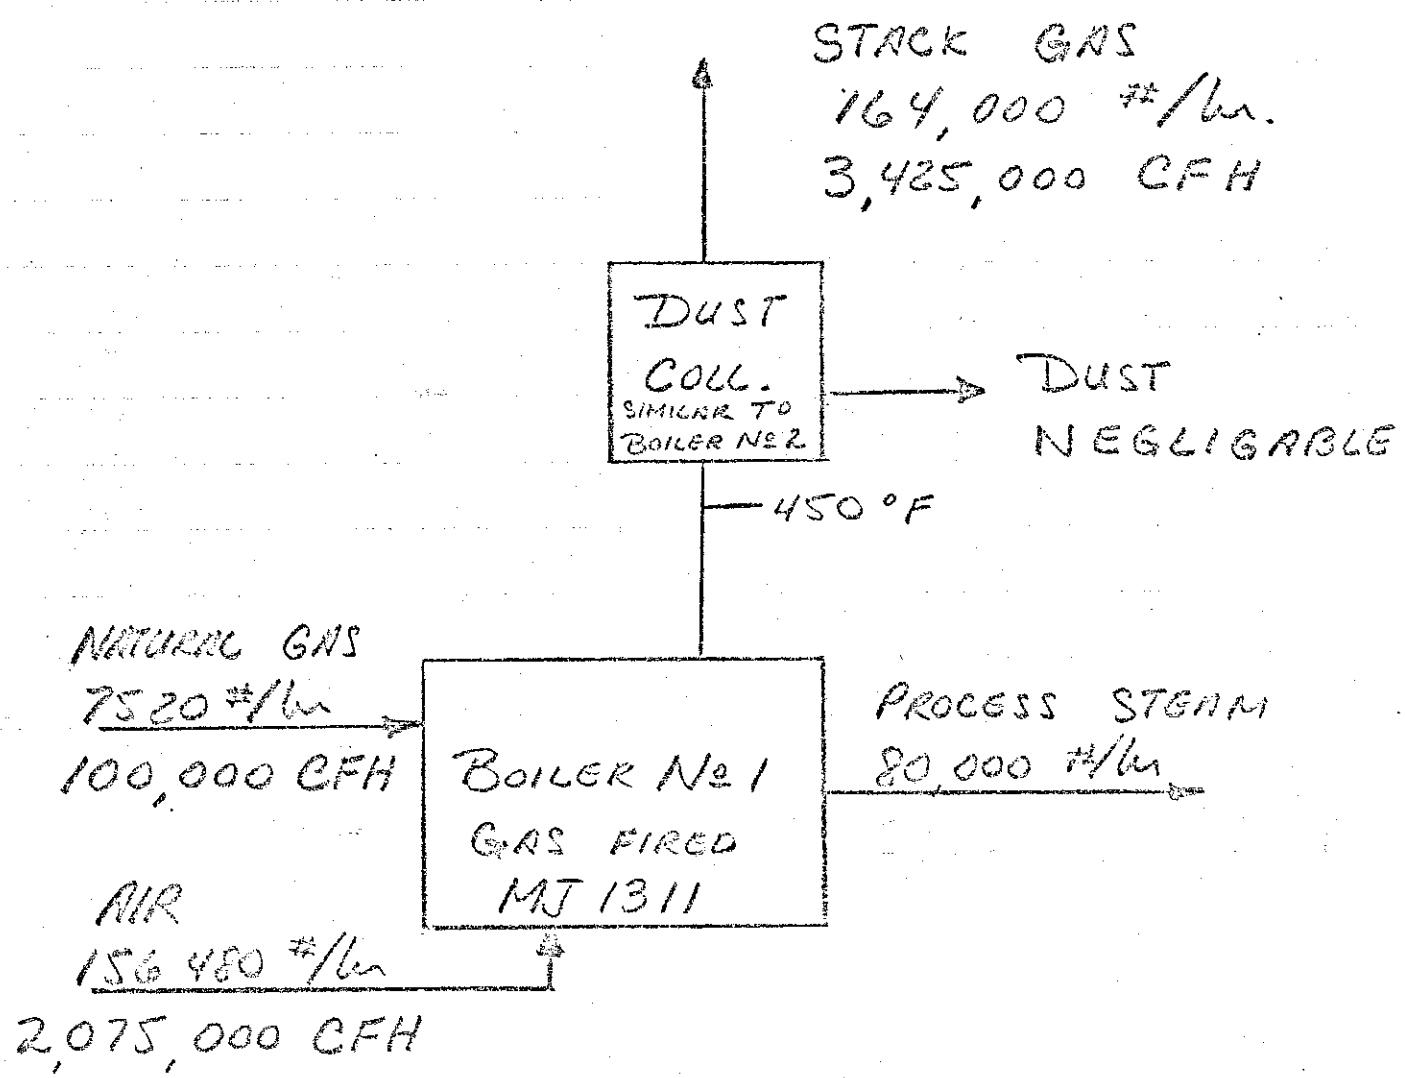 STACK GAS
164,000 #/hr.
3,425,000 CFH
DUST
COLL.
SIMILAR TO
BOILER Nº 2
DUST
NEGLIGABLE
450 °F
NATURAL GAS
7520 #/hr
100,000 CFH
BOILER Nº 1
GAS FIRED
MJ 1311
PROCESS STEAM
80,000 #/hr
AIR
156 480 #/hr
2,075,000 CFH